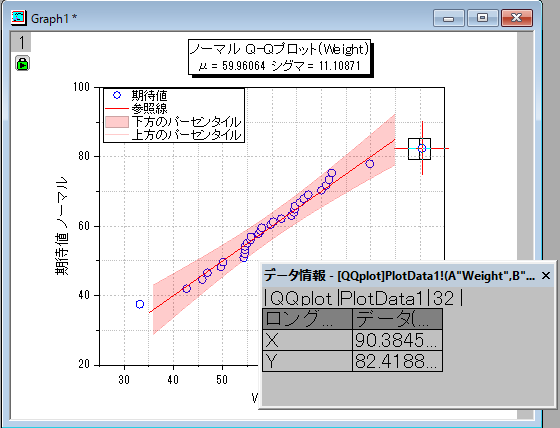 Graph1 *
1
ノーマル Q-Qプロット(Weight)
μ = 59.96064 シグマ = 11.10871
期待値
参照線
下方のパーセンタイル
上方のパーセンタイル
期待値 ノーマル
100
80
60
40
20
30
40
50
データ情報 - [QQplot]PlotData1!(A"Weight",B"...
|QQplot |PlotData1|32 |
ロング... データ(...
X 90.3845...
Y 82.4188...